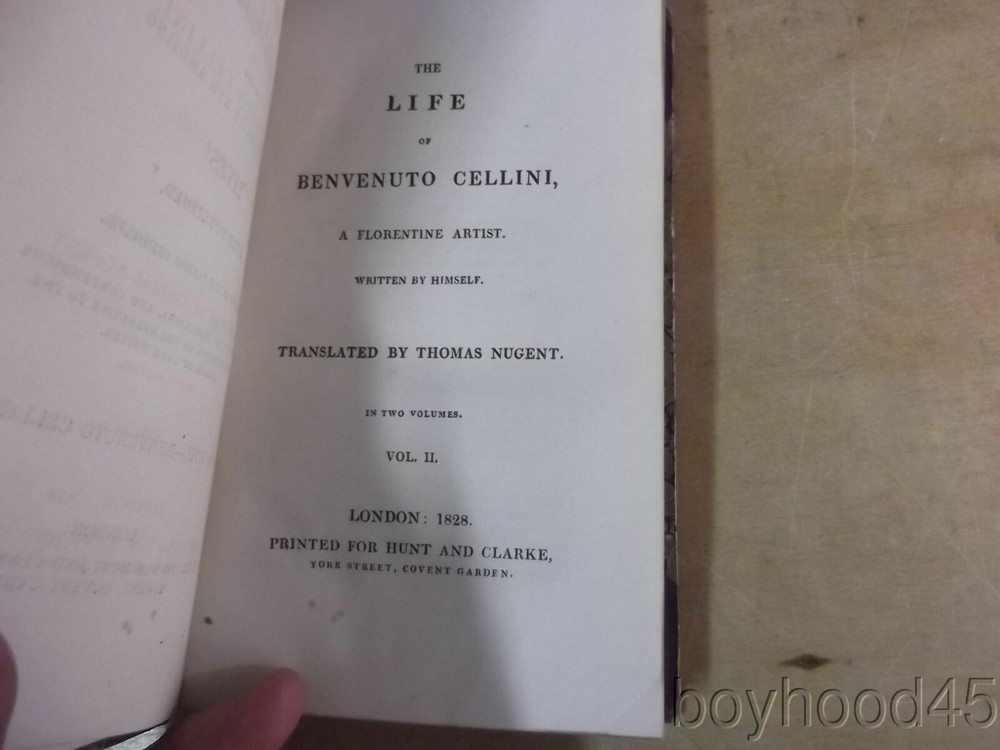 THE
LIFE
OF
BENVENUTO CELLINI,
A FLORENTINE ARTIST.
WRITTEN BY HIMSELF.
TRANSLATED BY THOMAS NUGENT.
IN TWO VOLUMES.
VOL. II.
LONDON: 1828.
PRINTED FOR HUNT AND CLARKE,
YORK STREET, COVENT GARDEN.
boyhood45